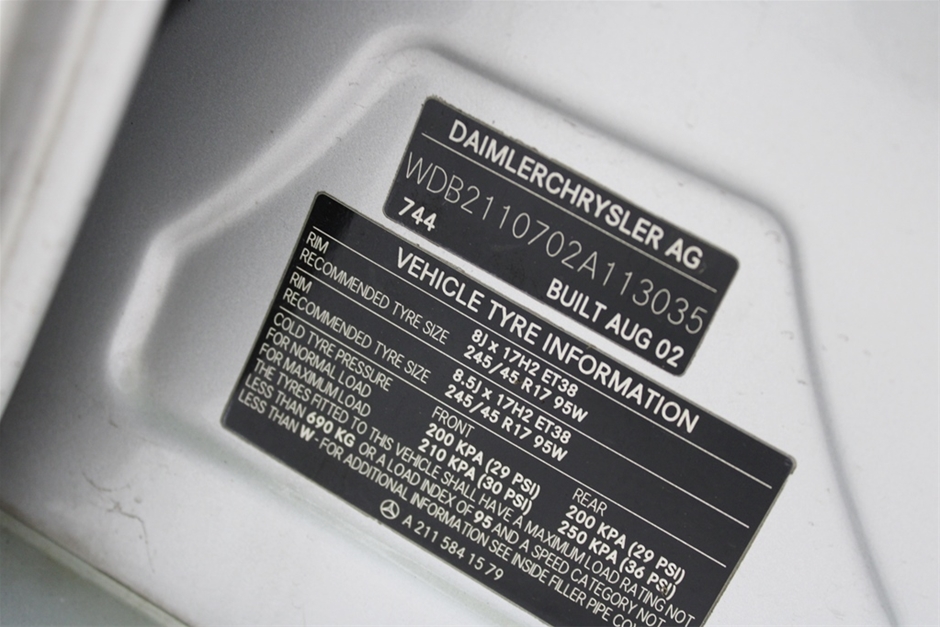 DAIMLERCHRYSLER AG
WDB2110702A113035
744 BUILT AUG 02
VEHICLE TYRE INFORMATION
RIM 8J x 17H2 ET38
RECOMMENDED TYRE SIZE 245/45 R17 95W
RIM 8.5J x 17H2 ET38
RECOMMENDED TYRE SIZE 245/45 R17 95W
COLD TYRE PRESSURE FRONT REAR
FOR NORMAL LOAD 200 KPA (29 PSI) 200 KPA (29 PSI)
FOR MAXIMUM LOAD 210 KPA (30 PSI) 250 KPA (36 PSI)
THE TYRES FITTED TO THIS VEHICLE SHALL HAVE A MAXIMUM LOAD RATING NOT
LESS THAN 690 KG OR A LOAD INDEX OF 95 AND A SPEED CATEGORY NOT
LESS THAN W - FOR ADDITIONAL INFORMATION SEE INSIDE FILLER PIPE
A 211 584 15 79